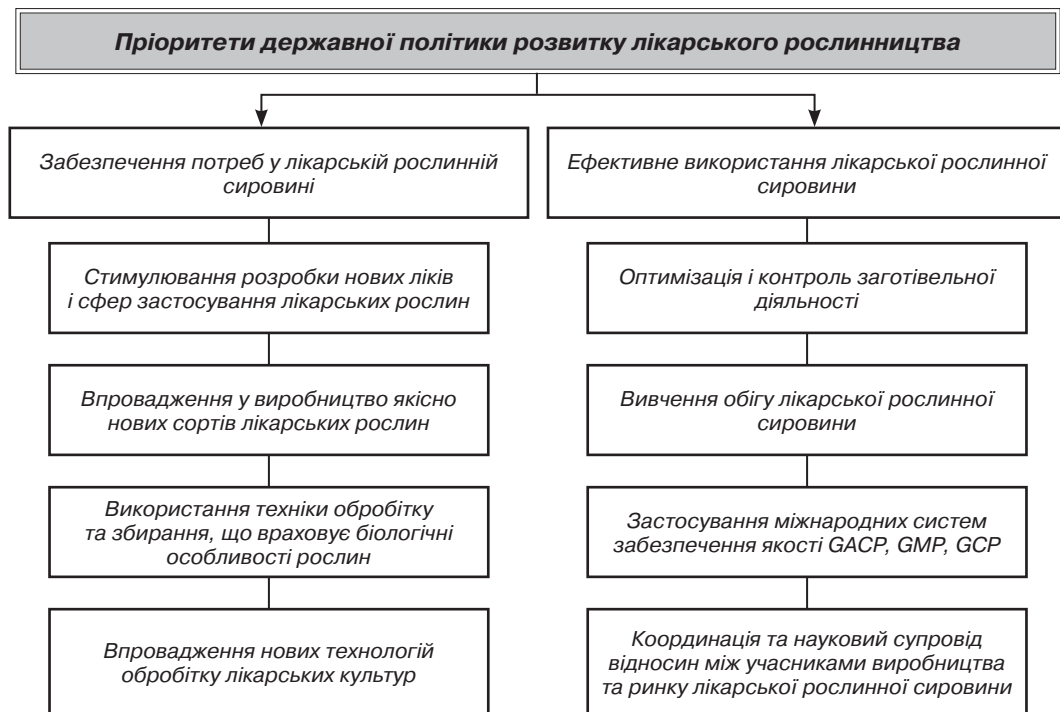 Пріоритети державної політики розвитку лікарського рослинництва
Забезпечення потреб у лікарській рослинній
сировині
Стимулювання розробки нових ліків
і сфер застосування лікарських рослин
Впровадження у виробництво якісно
нових сортів лікарських рослин
Використання техніки обробітку
та збирання, що враховує біологічні
особливості рослин
Впровадження нових технологій
обробітку лікарських культур
Ефективне використання лікарської рослинної
сировини
Оптимізація і контроль заготівельної
діяльності
Вивчення обігу лікарської рослинної
сировини
Застосування міжнародних систем
забезпечення якості GACP, GMP, GCP
Координація та науковий супровід
відносин між учасниками виробництва
та ринку лікарської рослинної сировини